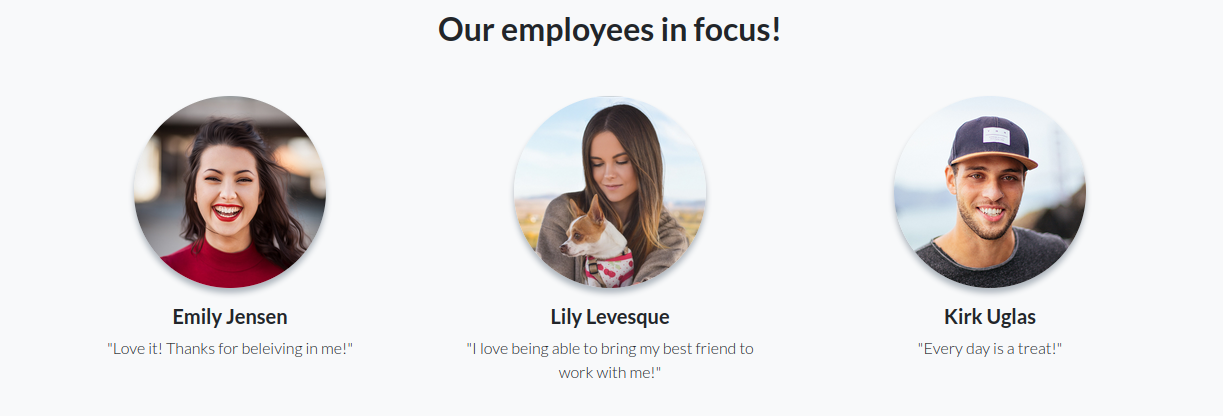 Our employees in focus!
Emily Jensen
"Love it! Thanks for beleiving in me!"
Lily Levesque
"I love being able to bring my best friend to
work with me!"
Kirk Uglas
"Every day is a treat!"